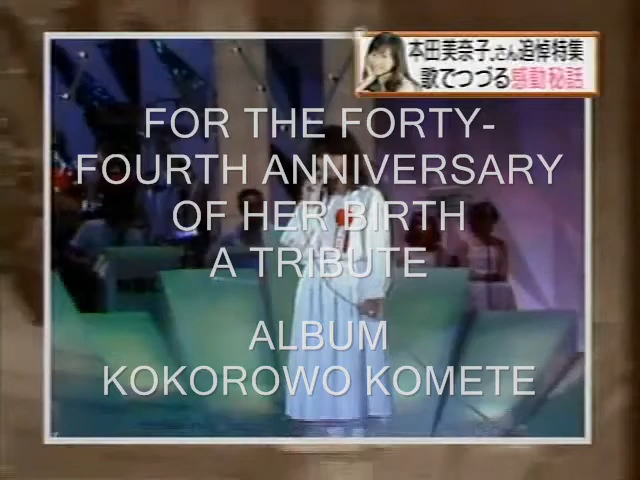 本田美奈子.さん追悼特集
歌でつづる感動秘話
FOR THE FORTY-
FOURTH ANNIVERSARY
OF HER BIRTH
A TRIBUTE
ALBUM
KOKOROWO KOMETE